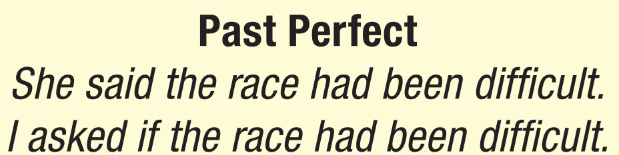 Past Perfect
She said the race had been difficult.
I asked if the race had been difficult.